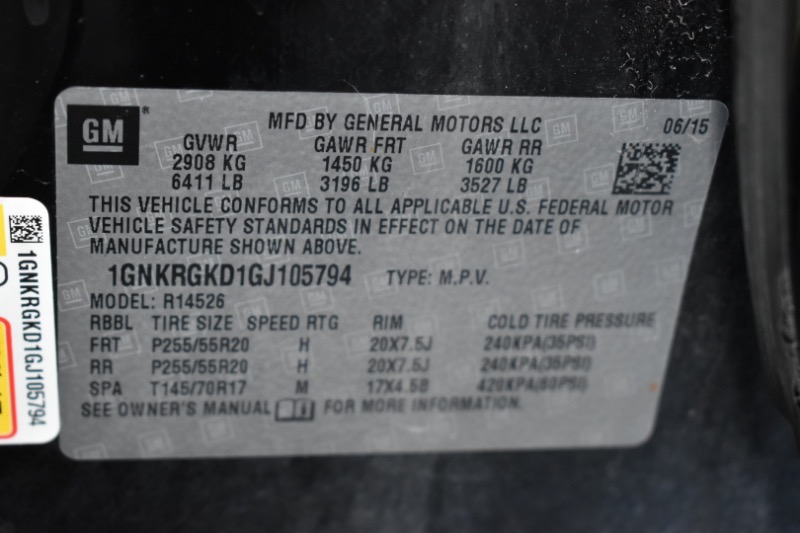 GM ®
MFD BY GENERAL MOTORS LLC 06/15
GVWR GAWR FRT GAWR RR
2908 KG 1450 KG 1600 KG
6411 LB 3196 LB 3527 LB
THIS VEHICLE CONFORMS TO ALL APPLICABLE U.S. FEDERAL MOTOR
VEHICLE SAFETY STANDARDS IN EFFECT ON THE DATE OF
MANUFACTURE SHOWN ABOVE.
1GNKRGKD1GJ105794 TYPE: M.P.V.
MODEL: R14526
RBBL TIRE SIZE SPEED RTG RIM COLD TIRE PRESSURE
FRT P255/55R20 H 20X7.5J 240KPA(35PSI)
RR P255/55R20 H 20X7.5J 240KPA(35PSI)
SPA T145/70R17 M 17X4.5B 420KPA(60PSI)
SEE OWNER'S MANUAL FOR MORE INFORMATION.
1GNKRGKD1GJ105794